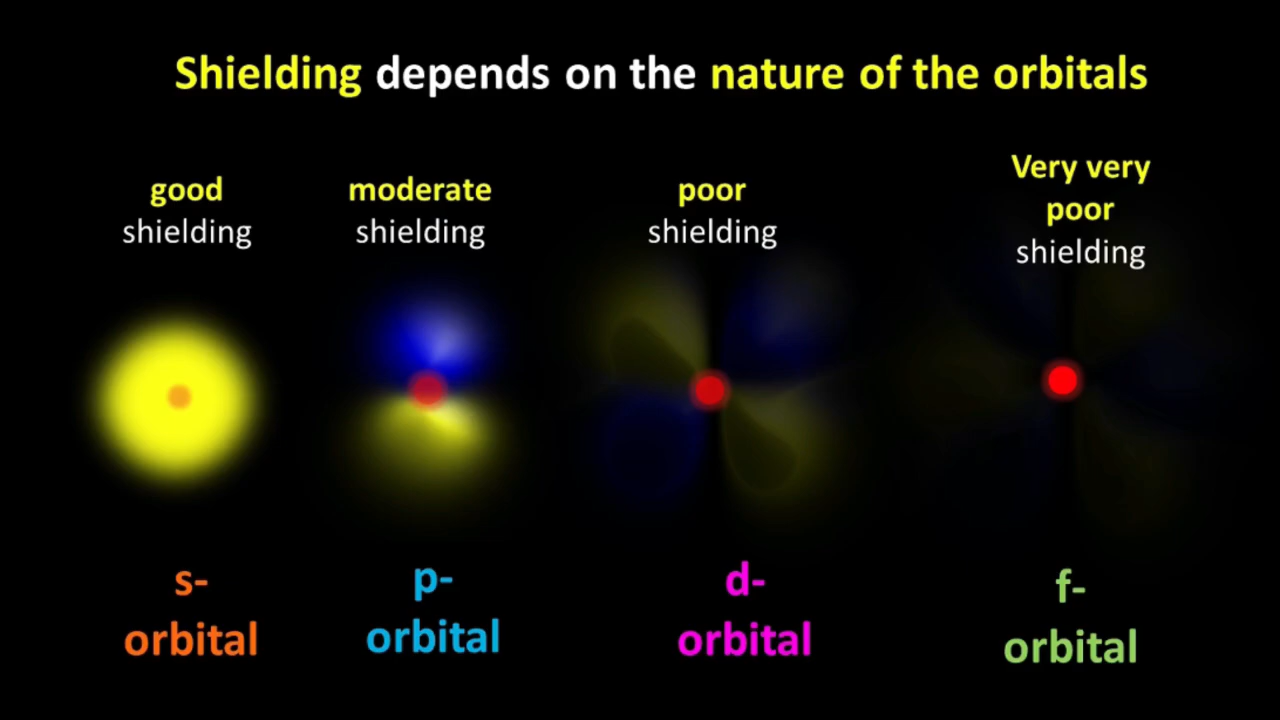 Shielding depends on the nature of the orbitals
good
shielding
moderate
shielding
poor
shielding
Very very
poor
shielding
s-
orbital
p-
orbital
d-
orbital
f-
orbital